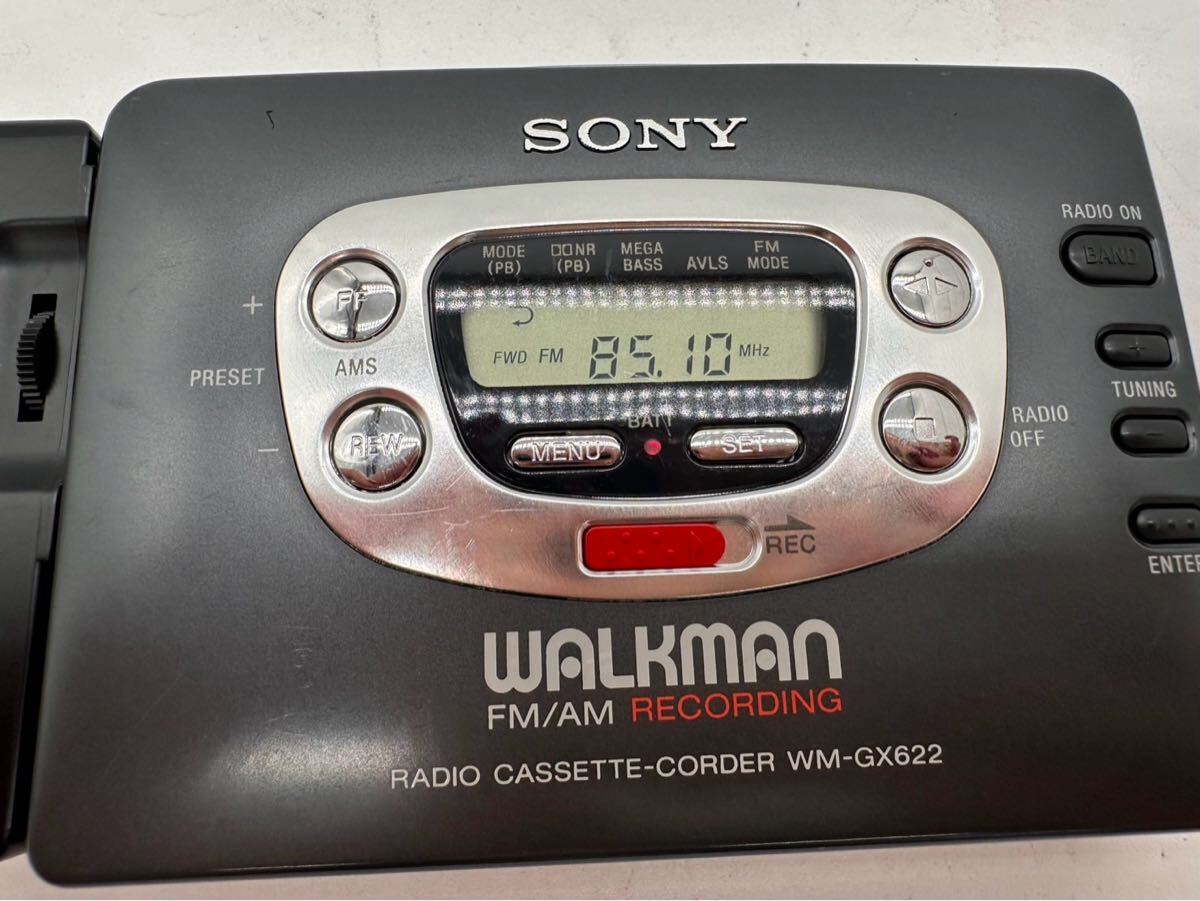 SONY
RADIO ON
BAND
MODE (PB)
NR (PB)
MEGA BASS
AVLS
FM MODE
+
PRESET
−
FF
AMS
REW
FWD FM 85.10 MHz
BATT
MENU
SET
+
TUNING
−
RADIO OFF
REC
ENTER
WALKMAN
FM/AM RECORDING
RADIO CASSETTE-CORDER WM-GX622